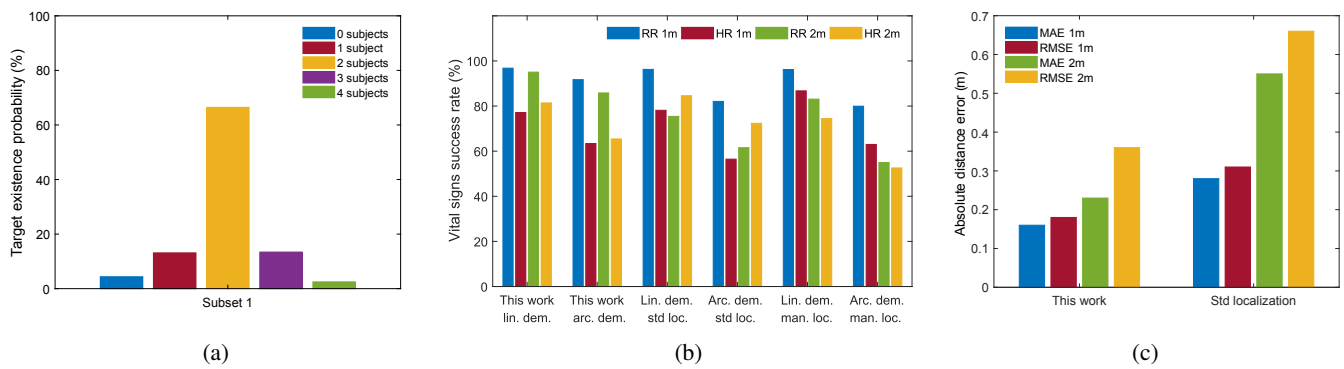 Target existence probability (%)
100
80
60
40
20
0
0 subjects
1 subject
2 subjects
3 subjects
4 subjects
Subset 1
(a)
Vital signs success rate (%)
100
80
60
40
20
0
RR 1m HR 1m RR 2m HR 2m
This work This work Lin. dem. Arc. dem. Lin. dem. Arc. dem.
lin. dem. arc. dem. std loc. std loc. man. loc. man. loc.
(b)
Absolute distance error (m)
0.7
0.6
0.5
0.4
0.3
0.2
0.1
0
MAE 1m
RMSE 1m
MAE 2m
RMSE 2m
This work Std localization
(c)